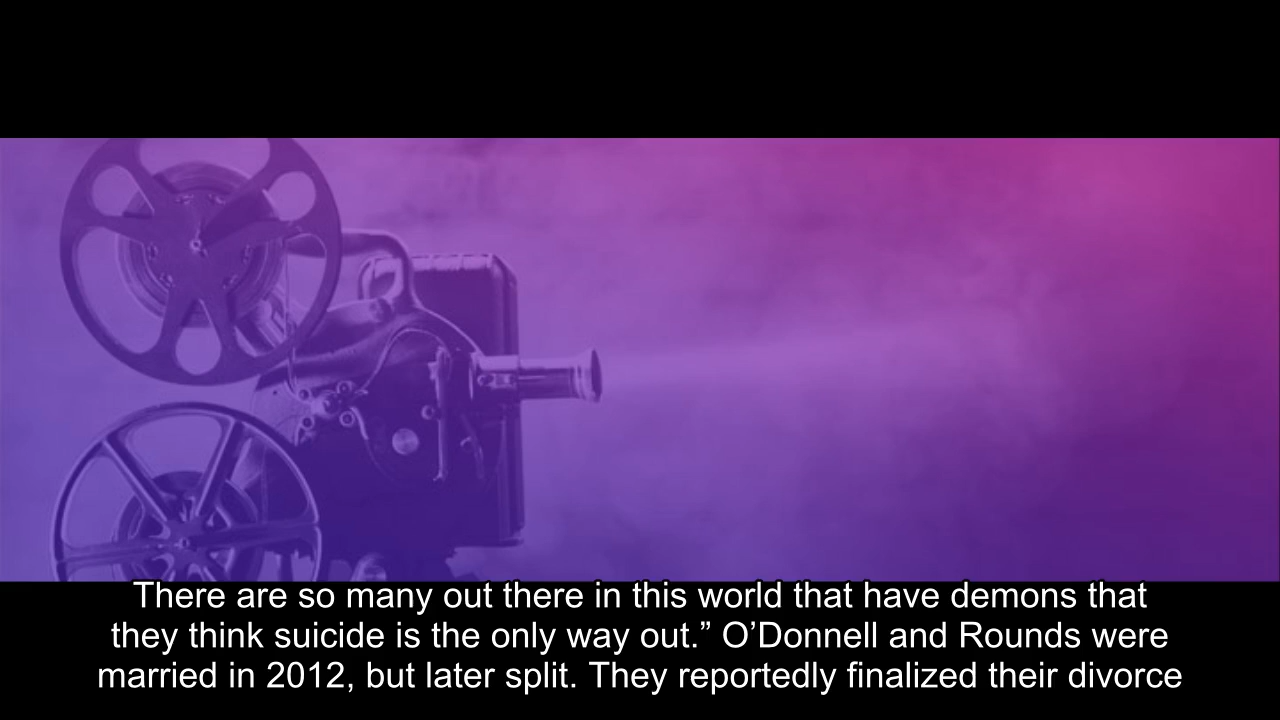 There are so many out there in this world that have demons that
they think suicide is the only way out.” O’Donnell and Rounds were
married in 2012, but later split. They reportedly finalized their divorce